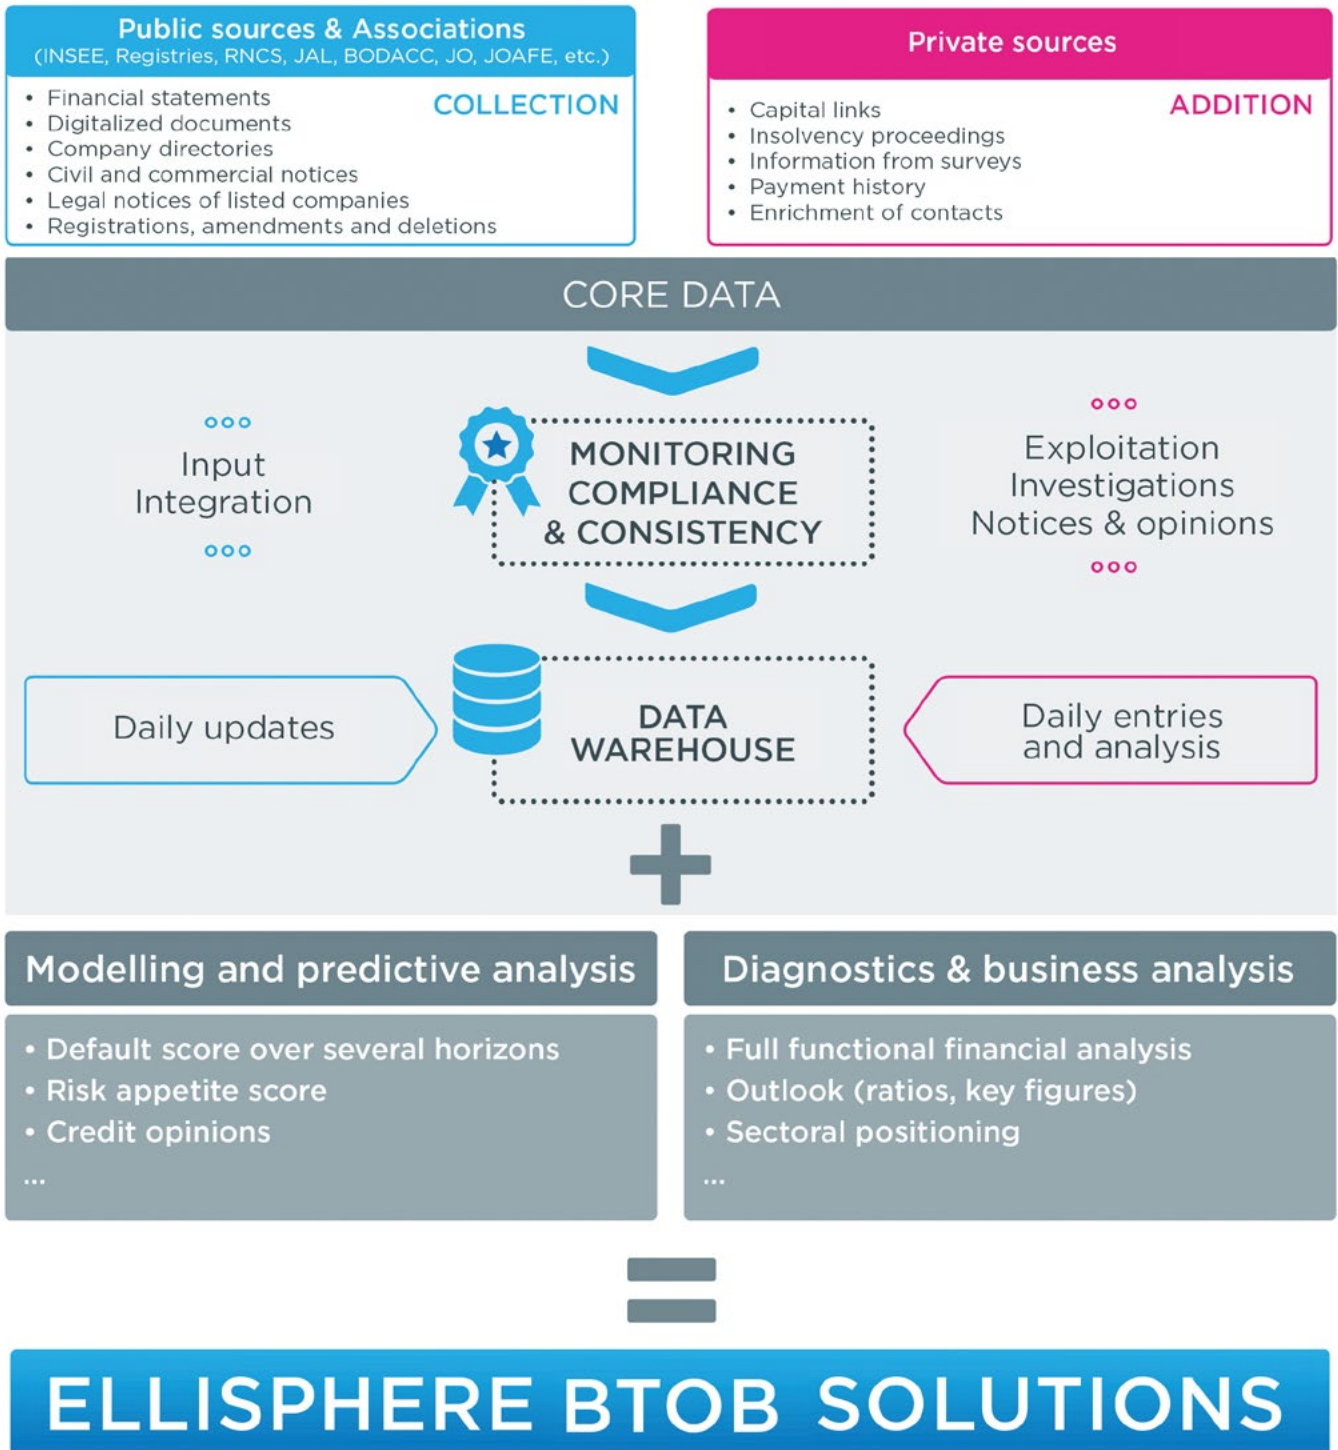 Public sources & Associations
(INSEE, Registries, RNCS, JAL, BODACC, JO, JOAFE, etc.)
COLLECTION
• Financial statements
• Digitalized documents
• Company directories
• Civil and commercial notices
• Legal notices of listed companies
• Registrations, amendments and deletions
Private sources
ADDITION
• Capital links
• Insolvency proceedings
• Information from surveys
• Payment history
• Enrichment of contacts
CORE DATA
Input
Integration
MONITORING
COMPLIANCE
& CONSISTENCY
Exploitation
Investigations
Notices & opinions
Daily updates
DATA
WAREHOUSE
Daily entries
and analysis
Modelling and predictive analysis
• Default score over several horizons
• Risk appetite score
• Credit opinions
...
Diagnostics & business analysis
• Full functional financial analysis
• Outlook (ratios, key figures)
• Sectoral positioning
...
ELLISPHERE BTOB SOLUTIONS